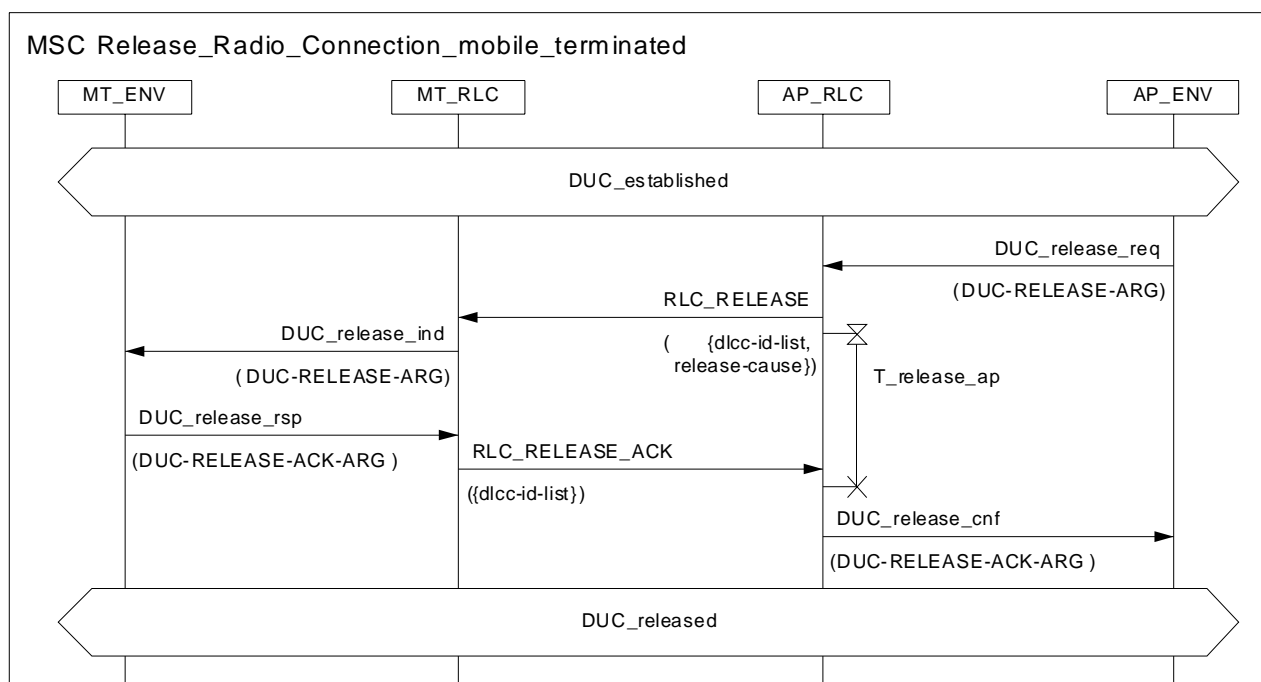 MSC Release_Radio_Connection_mobile_terminated
MT_ENV MT_RLC AP_RLC AP_ENV
DUC_established
DUC_release_req
(DUC-RELEASE-ARG)
RLC_RELEASE
( {dlcc-id-list,
release-cause})
DUC_release_ind
(DUC-RELEASE-ARG)
T_release_ap
DUC_release_rsp
(DUC-RELEASE-ACK-ARG )
RLC_RELEASE_ACK
({dlcc-id-list})
DUC_release_cnf
(DUC-RELEASE-ACK-ARG )
DUC_released